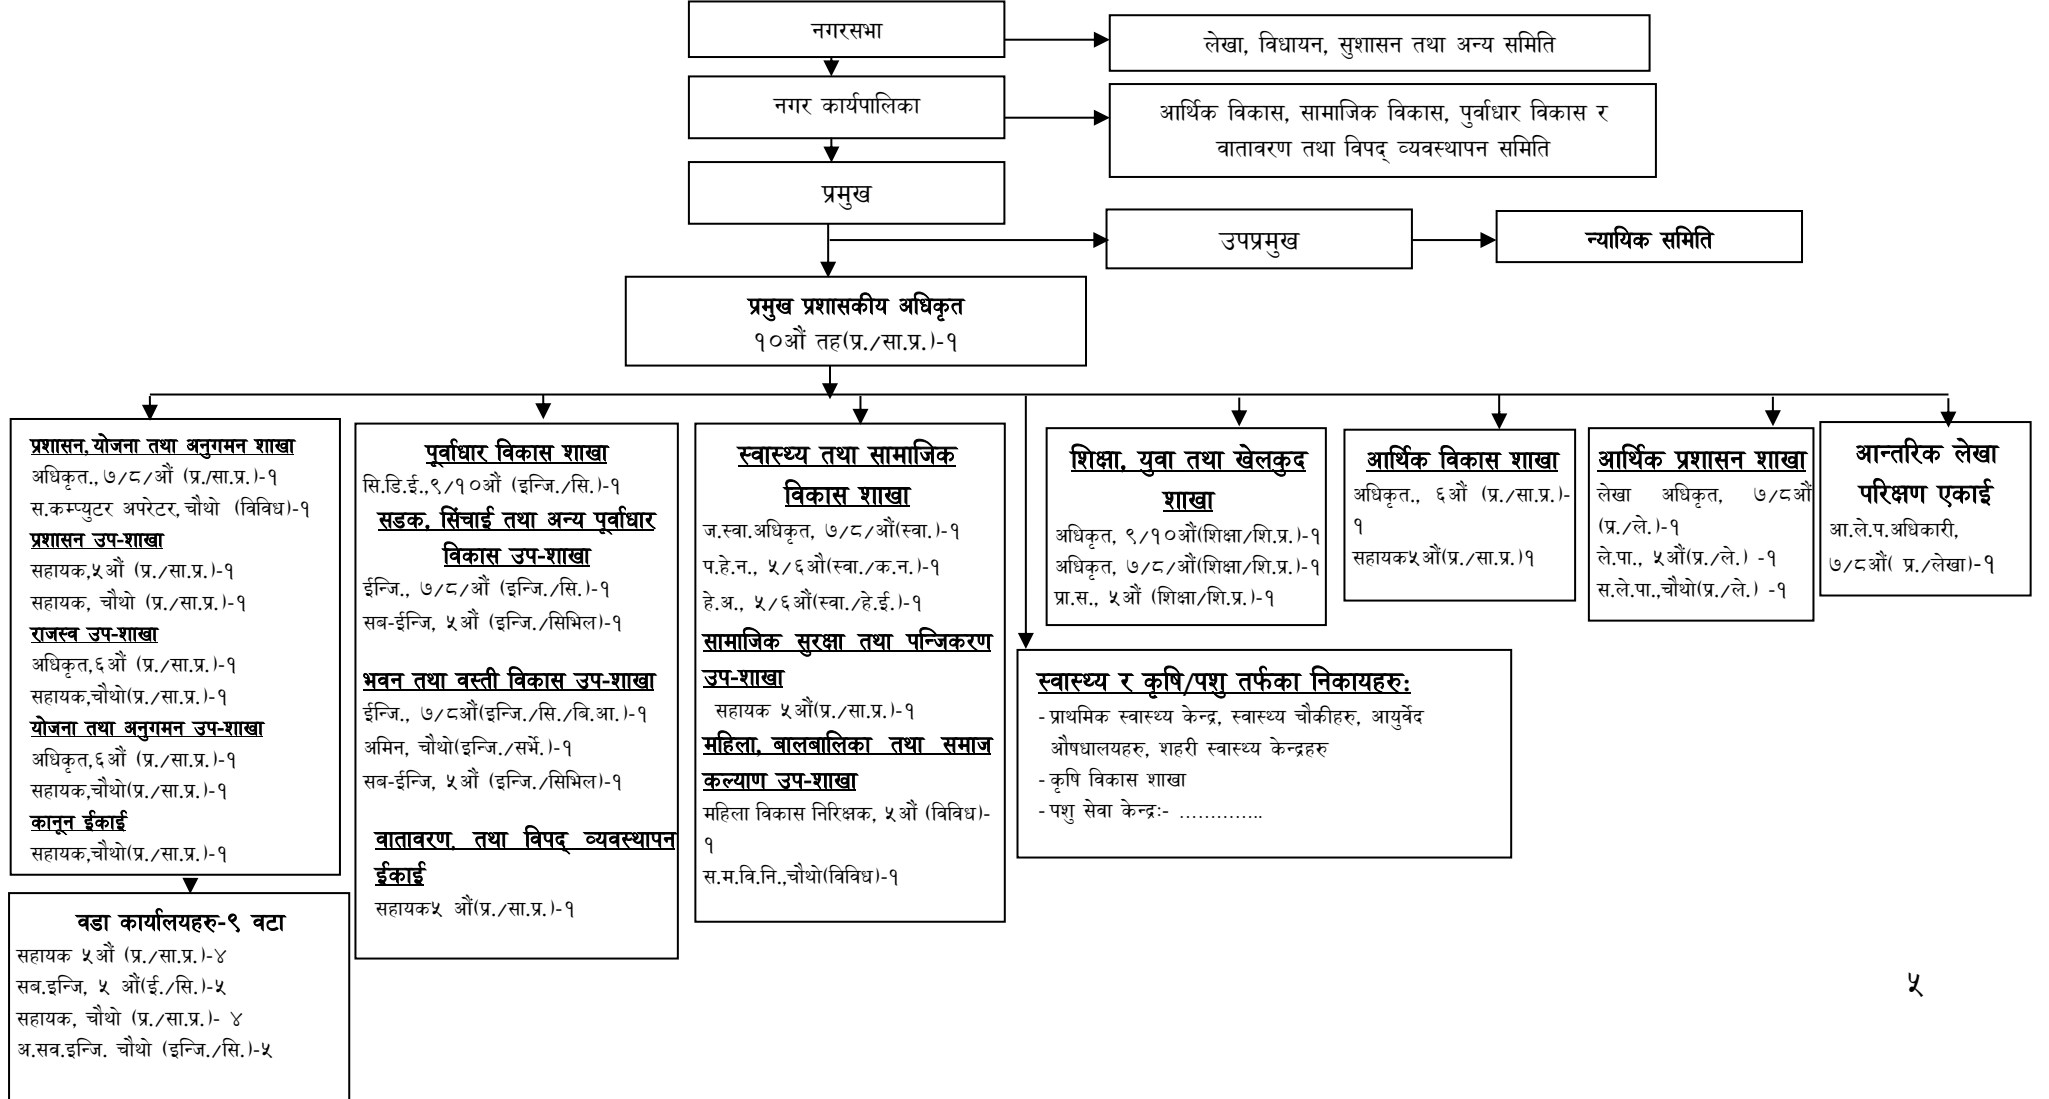 नगरसभा
लेखा, विधायन, सुशासन तथा अन्य समिति
नगर कार्यपालिका
आर्थिक विकास, सामाजिक विकास, पुर्वाधार विकास र
वातावरण तथा विपद् व्यवस्थापन समिति
प्रमुख
उपप्रमुख
न्यायिक समिति
प्रमुख प्रशासकीय अधिकृत
१०औं तह(प्र./सा.प्र.)-१
प्रशासन, योजना तथा अनुगमन शाखा
अधिकृत., ७/८/औं (प्र./सा.प्र.)-१
स.कम्प्युटर अपरेटर, चौथो (विविध)-१
प्रशासन उप-शाखा
सहायक,५औं (प्र./सा.प्र.)-१
सहायक, चौथो (प्र./सा.प्र.)-१
राजस्व उप-शाखा
अधिकृत,६औं (प्र./सा.प्र.)-१
सहायक,चौथो(प्र./सा.प्र.)-१
योजना तथा अनुगमन उप-शाखा
अधिकृत,६औं (प्र./सा.प्र.)-१
सहायक,चौथो(प्र./सा.प्र.)-१
कानून ईकाई
सहायक,चौथो(प्र./सा.प्र.)-१
वडा कार्यालयहरु-९ वटा
सहायक ५औं (प्र./सा.प्र.)-४
सब.इन्जि, ५ औं(ई./सि.)-५
सहायक, चौथो (प्र./सा.प्र.)- ४
अ.सव.इन्जि. चौथो (इन्जि./सि.)-५
पूर्वाधार विकास शाखा
सि.डि.ई.,९/१०औं (इन्जि./सि.)-१
सडक, सिंचाई तथा अन्य पूर्वाधार
विकास उप-शाखा
ईन्जि., ७/८/औं (इन्जि./सि.)-१
सब-ईन्जि, ५औं (इन्जि./सिभिल)-१
भवन तथा वस्ती विकास उप-शाखा
ईन्जि., ७/८औं(इन्जि./सि./बि.आ.)-१
अमिन, चौथो(इन्जि./सर्भे.)-१
सब-ईन्जि, ५औं (इन्जि./सिभिल)-१
वातावरण, तथा विपद् व्यवस्थापन
ईकाई
सहायक५ औं(प्र./सा.प्र.)-१
स्वास्थ्य तथा सामाजिक
विकास शाखा
ज.स्वा.अधिकृत, ७/८/औं(स्वा.)-१
प.हे.न., ५/६औ(स्वा./क.न.)-१
हे.अ., ५/६औं(स्वा./हे.ई.)-१
सामाजिक सुरक्षा तथा पन्जिकरण
उप-शाखा
सहायक ५औं(प्र./सा.प्र.)-१
महिला, बालबालिका तथा समाज
कल्याण उप-शाखा
महिला विकास निरिक्षक, ५औं (विविध)-
१
स.म.वि.नि.,चौथो(विविध)-१
शिक्षा, युवा तथा खेलकुद
शाखा
अधिकृत, ९/१०औं(शिक्षा/शि.प्र.)-१
अधिकृत, ७/८/औं(शिक्षा/शि.प्र.)-१
प्रा.स., ५औं (शिक्षा/शि.प्र.)-१
आर्थिक विकास शाखा
अधिकृत., ६औं (प्र./सा.प्र.)-
१
सहायक५औं(प्र./सा.प्र.)१
आर्थिक प्रशासन शाखा
लेखा अधिकृत, ७/८औं
(प्र./ले.)-१
ले.पा., ५औं(प्र./ले.) -१
स.ले.पा.,चौथो(प्र./ले.) -१
आन्तरिक लेखा
परिक्षण एकाई
आ.ले.प.अधिकारी,
७/८औं( प्र./लेखा)-१
स्वास्थ्य र कृषि/पशु तर्फका निकायहरु:
- प्राथमिक स्वास्थ्य केन्द्र, स्वास्थ्य चौकीहरु, आयुर्वेद
औषधालयहरु, शहरी स्वास्थ्य केन्द्रहरु
- कृषि विकास शाखा
- पशु सेवा केन्द्रः- .............
५